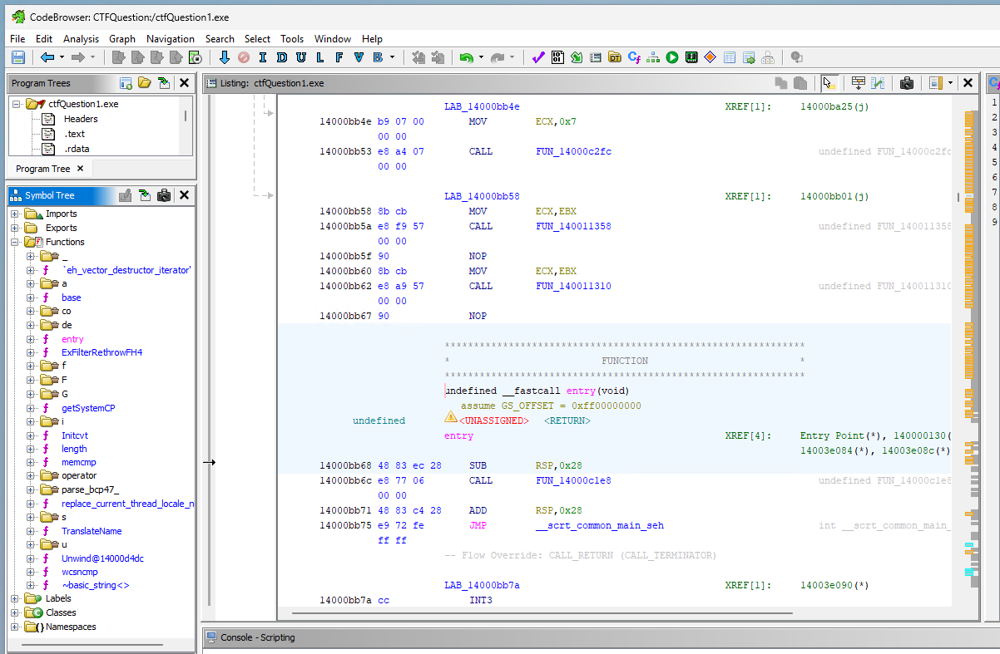 CodeBrowser: CTFQuestion:/ctfQuestion1.exe
File Edit Analysis Graph Navigation Search Select Tools Window Help
I D U L F V B
Program Trees
ctfQuestion1.exe
Headers
.text
.rdata
Program Tree
Symbol Tree
Imports
Exports
Functions
_
`eh_vector_destructor_iterator'
a
base
co
de
entry
ExFilterRethrowFH4
f
F
G
getSystemCP
i
Initcvt
length
memcmp
operator
parse_bcp47_
replace_current_thread_locale_n
s
TranslateName
u
Unwind@14000d4dc
wcsncmp
~basic_string<>
Labels
Classes
Namespaces
Listing: ctfQuestion1.exe
LAB_14000bb4e XREF[1]: 14000ba25(j)
14000bb4e b9 07 00 MOV ECX,0x7
00 00
14000bb53 e8 a4 07 CALL FUN_14000c2fc undefined FUN_14000c2fc
00 00
LAB_14000bb58 XREF[1]: 14000bb01(j)
14000bb58 8b cb MOV ECX,EBX
14000bb5a e8 f9 57 CALL FUN_140011358 undefined FUN_140011358
00 00
14000bb5f 90 NOP
14000bb60 8b cb MOV ECX,EBX
14000bb62 e8 a9 57 CALL FUN_140011310 undefined FUN_140011310
00 00
14000bb67 90 NOP
**************************************************************
* FUNCTION *
**************************************************************
undefined __fastcall entry(void)
assume GS_OFFSET = 0xff00000000
undefined <UNASSIGNED> <RETURN>
entry XREF[4]: Entry Point(*), 140000130(
14003e084(*), 14003e08c(*)
14000bb68 48 83 ec 28 SUB RSP,0x28
14000bb6c e8 77 06 CALL FUN_14000c1e8 undefined FUN_14000c1e8
00 00
14000bb71 48 83 c4 28 ADD RSP,0x28
14000bb75 e9 72 fe JMP __scrt_common_main_seh int __scrt_common_main_
ff ff
-- Flow Override: CALL_RETURN (CALL_TERMINATOR)
LAB_14000bb7a XREF[1]: 14003e090(*)
14000bb7a cc INT3
1
2
3
4
5
6
7
8
9
Console - Scripting